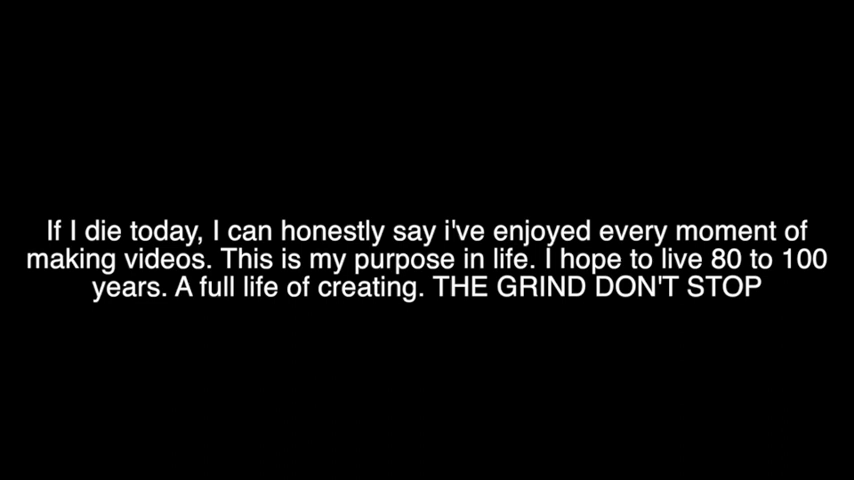 If I die today, I can honestly say i've enjoyed every moment of
making videos. This is my purpose in life. I hope to live 80 to 100
years. A full life of creating. THE GRIND DON'T STOP